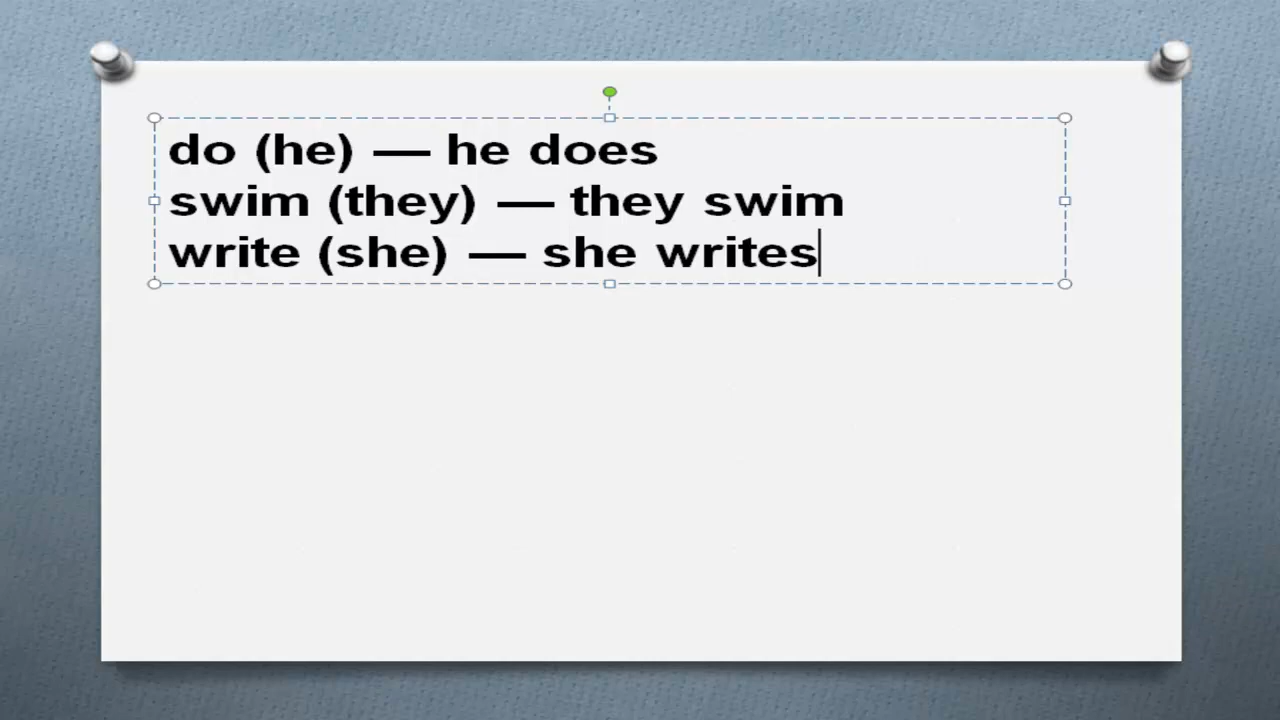 do (he) — he does
swim (they) — they swim
write (she) — she writes